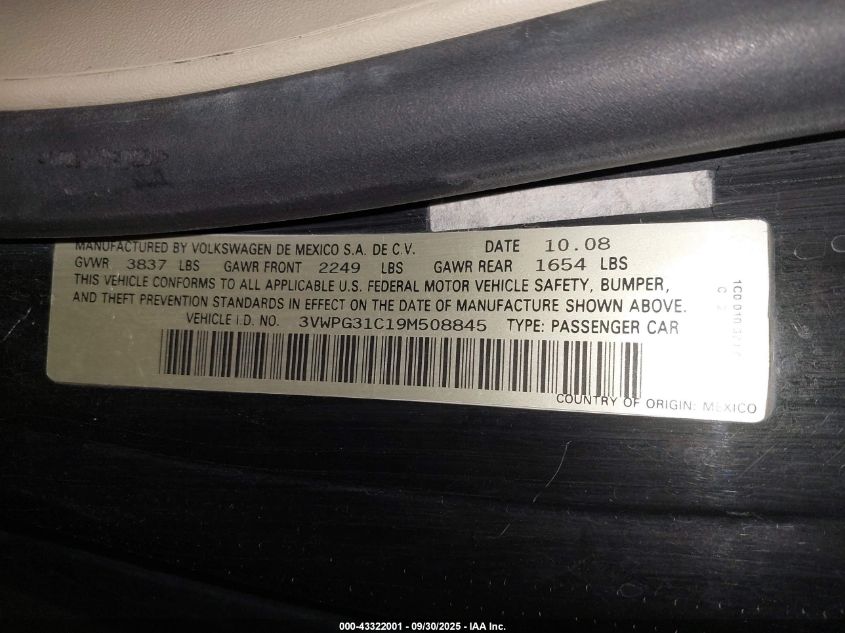 MANUFACTURED BY VOLKSWAGEN DE MEXICO S.A. DE C.V. DATE 10.08
GVWR 3837 LBS GAWR FRONT 2249 LBS GAWR REAR 1654 LBS
THIS VEHICLE CONFORMS TO ALL APPLICABLE U.S. FEDERAL MOTOR VEHICLE SAFETY, BUMPER,
AND THEFT PREVENTION STANDARDS IN EFFECT ON THE DATE OF MANUFACTURE SHOWN ABOVE.
VEHICLE I.D. NO. 3VWPG31C19M508845 TYPE: PASSENGER CAR
COUNTRY OF ORIGIN: MEXICO
1C0 010
000-43322001 - 09/30/2025 - IAA Inc.